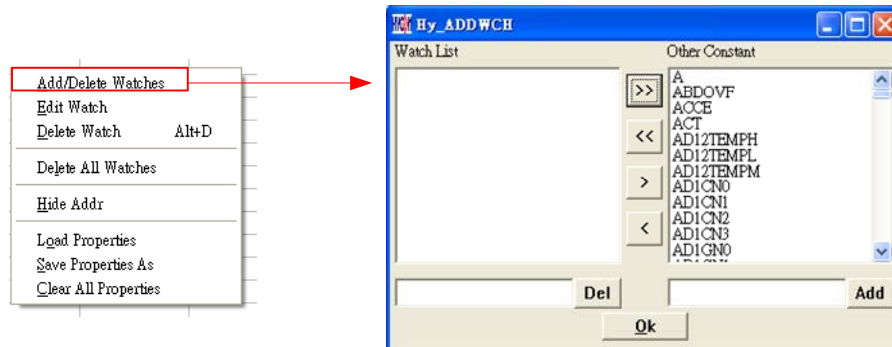 Add/Delete Watches
Edit Watch
Delete Watch Alt+D
Delete All Watches
Hide Addr
Load Properties
Save Properties As
Clear All Properties
Hy_ADDWCH
Watch List
Other Constant
>>
<<
>
<
A
ABDOVF
ACCE
ACT
AD12TEMPH
AD12TEMPL
AD12TEMPM
AD1CN0
AD1CN1
AD1CN2
AD1CN3
AD1GN0
Del
Add
Ok